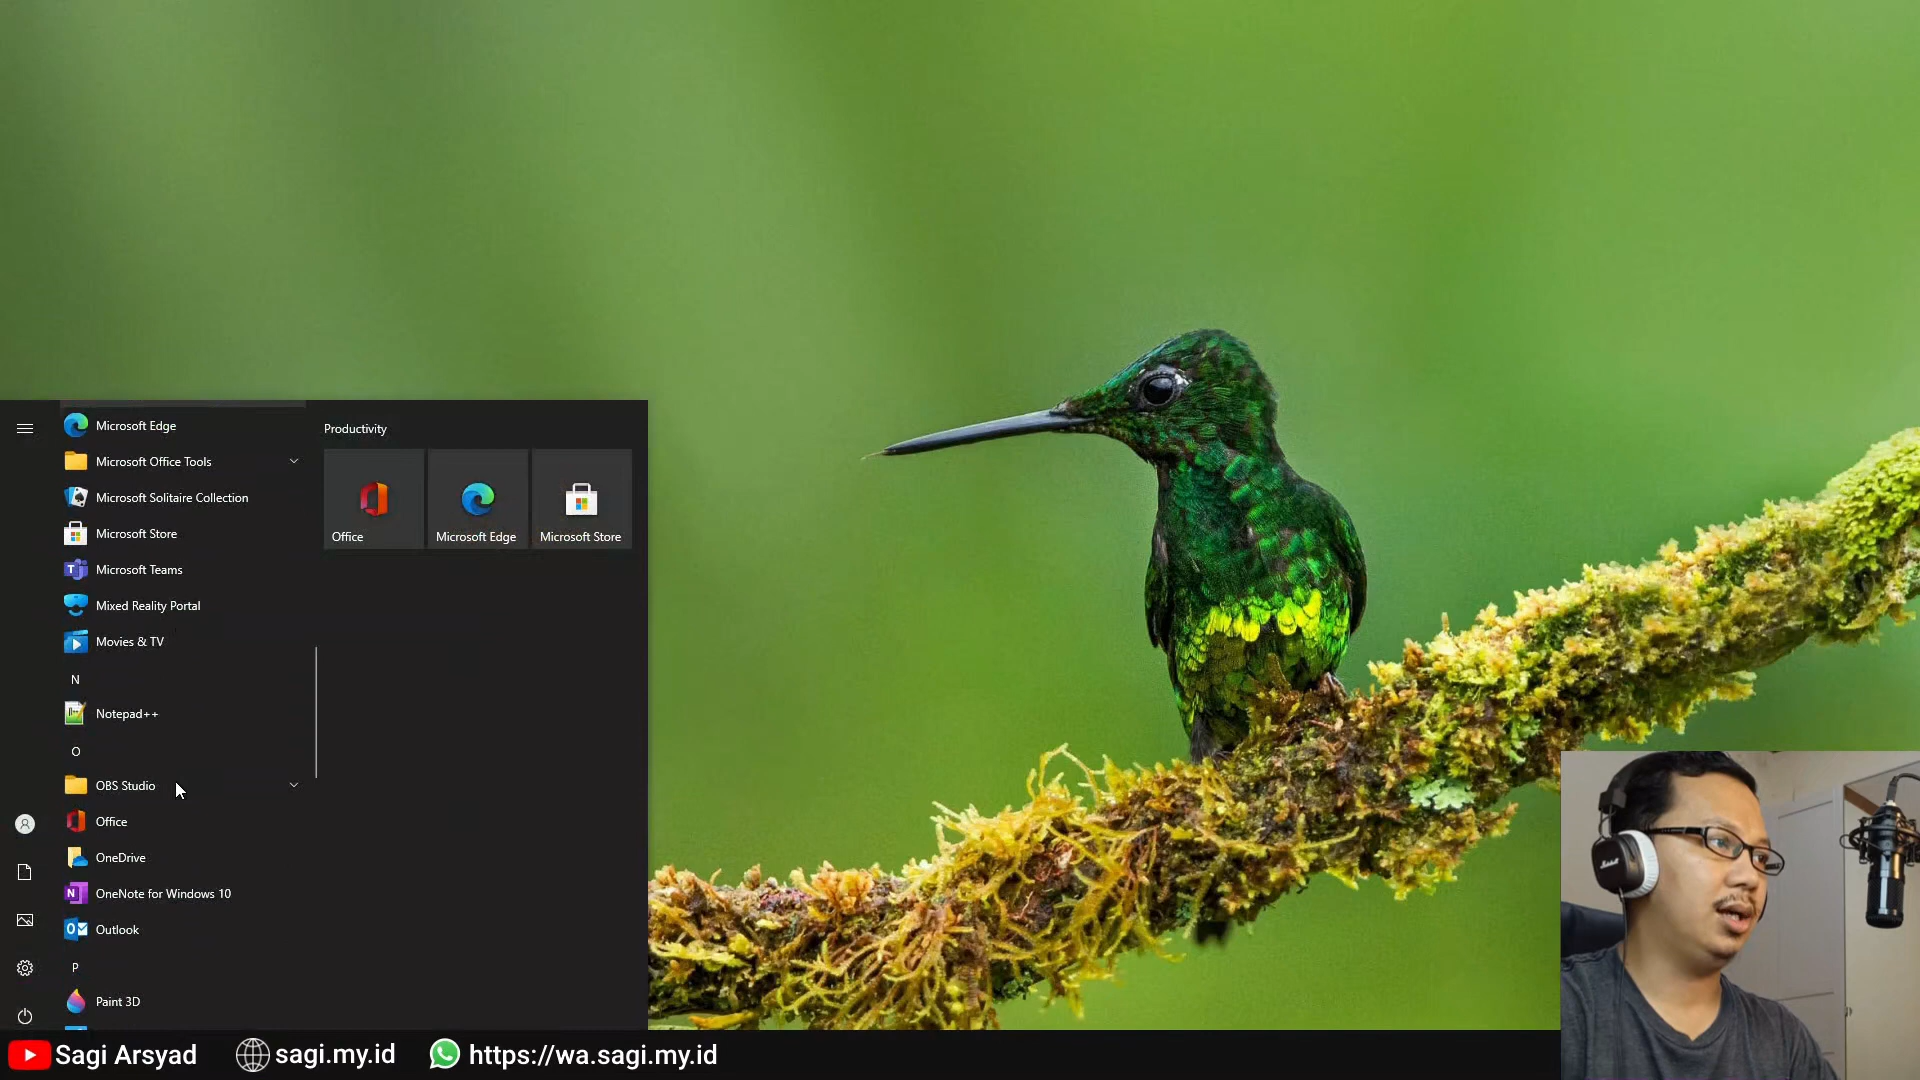 Microsoft Edge
Microsoft Office Tools
Microsoft Solitaire Collection
Microsoft Store
Microsoft Teams
Mixed Reality Portal
Movies & TV
N
Notepad++
O
OBS Studio
Office
OneDrive
OneNote for Windows 10
Outlook
P
Paint 3D
Productivity
Office
Microsoft Edge
Microsoft Store
Marshall
Sagi Arsyad
sagi.my.id
https://wa.sagi.my.id